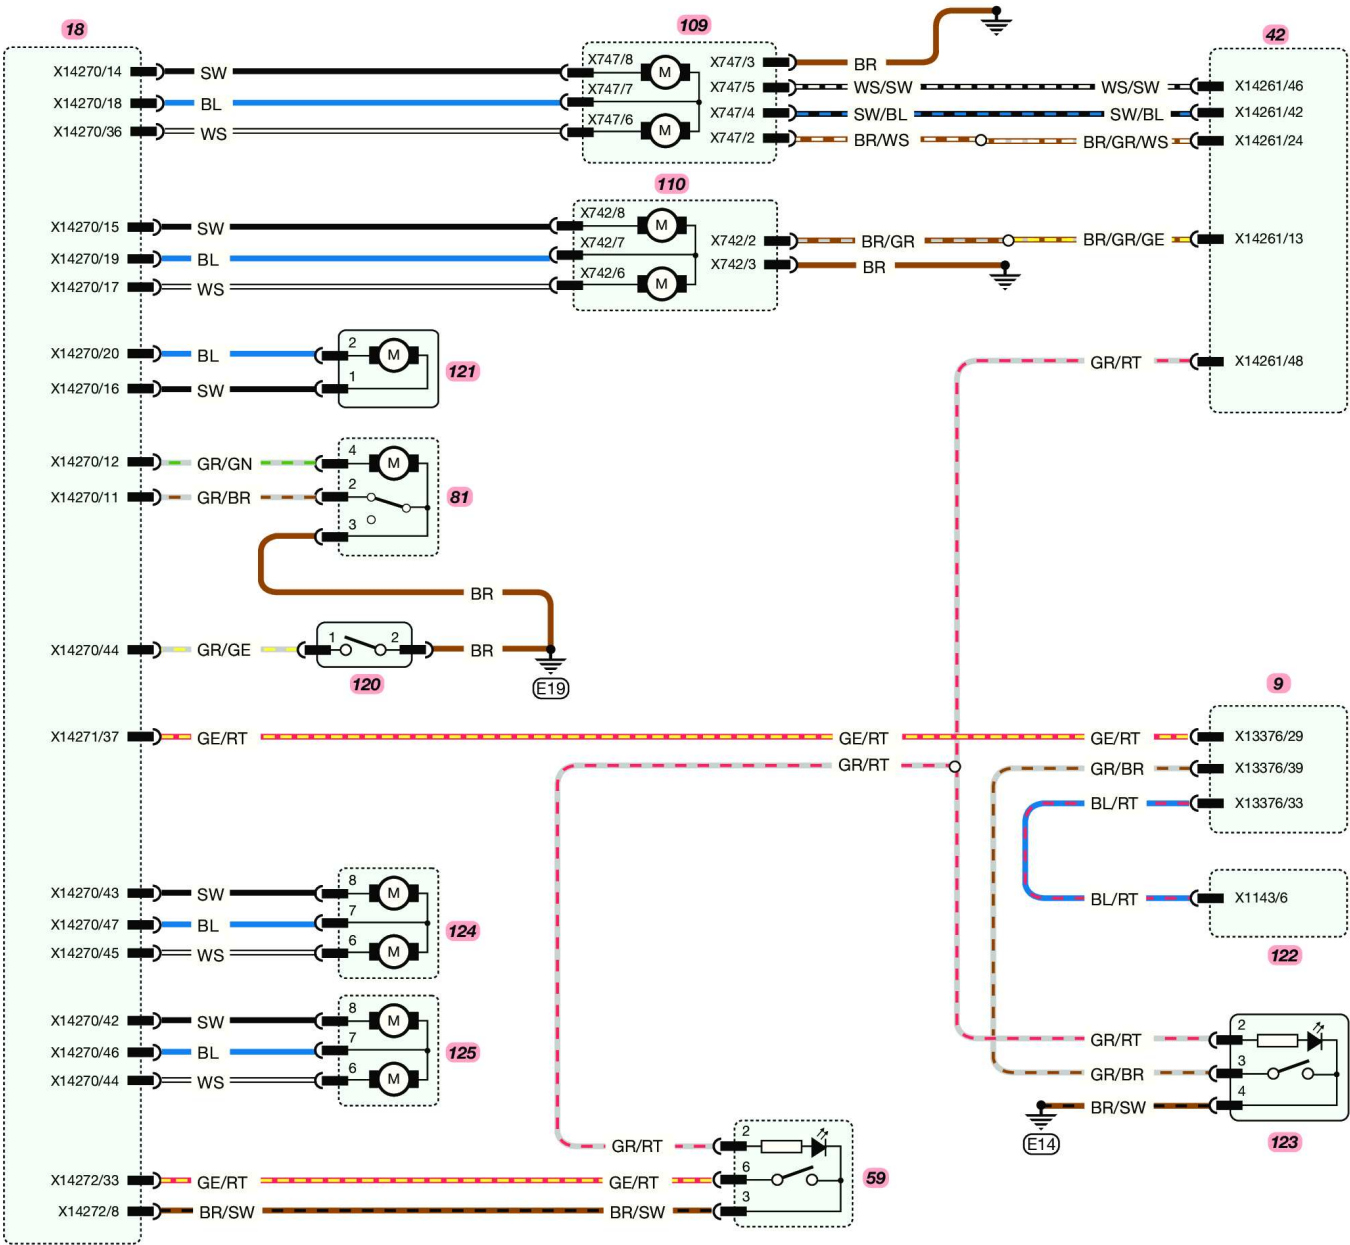 18
109
42
X14270/14 SW X747/8 M X747/3 BR
X14270/18 BL X747/7 X747/5 WS/SW WS/SW X14261/46
X14270/36 WS X747/6 M X747/4 SW/BL SW/BL X14261/42
X747/2 BR/WS BR/GR/WS X14261/24
110
X14270/15 SW X742/8 M
X14270/19 BL X742/7 X742/2 BR/GR BR/GR/GE X14261/13
X14270/17 WS X742/6 M X742/3 BR
X14270/20 BL 2 M
GR/RT X14261/48
121
X14270/16 SW 1
X14270/12 GR/GN 4 M
X14270/11 GR/BR 2 81
3
BR
X14270/44 GR/GE 1 2 BR
120 E19
9
X14271/37 GE/RT GE/RT GE/RT X13376/29
GR/RT GR/BR X13376/39
BL/RT X13376/33
X14270/43 SW 8 M
X14270/47 BL 7 124
X14270/45 WS 6 M
BL/RT X1143/6
122
X14270/42 SW 8 M
X14270/46 BL 7 125
X14270/44 WS 6 M
GR/RT 2
GR/BR 3
BR/SW 4
E14 123
GR/RT 2
X14272/33 GE/RT GE/RT 6 59
X14272/8 BR/SW BR/SW 3